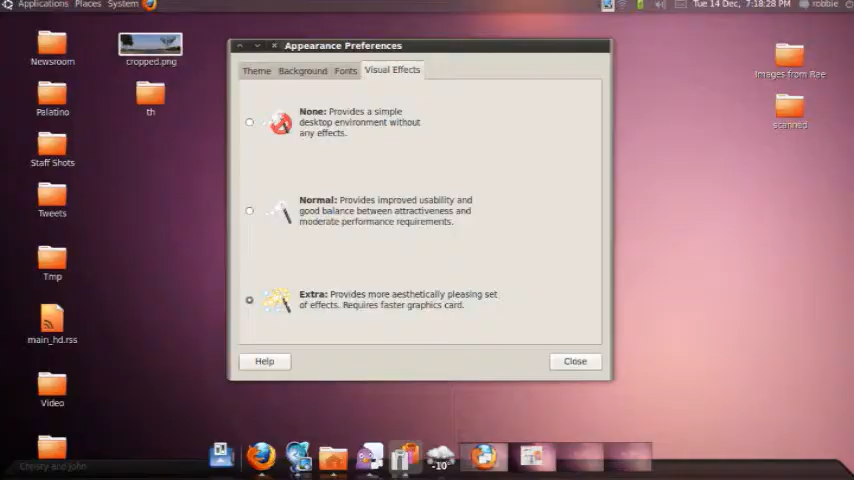 Applications Places System
Tue 14 Dec, 7:18:28 PM
robbie
Appearance Preferences
Theme
Background
Fonts
Visual Effects
None: Provides a simple
desktop environment without
any effects.
Normal: Provides improved usability and
good balance between attractiveness and
moderate performance requirements.
Extra: Provides more aesthetically pleasing set
of effects. Requires faster graphics card.
Help
Close
Newsroom
cropped.png
Palatino
th
Staff Shots
Tweets
Tmp
main_hd.rss
Video
Christy and John
Images from Rae
scanned
-10°